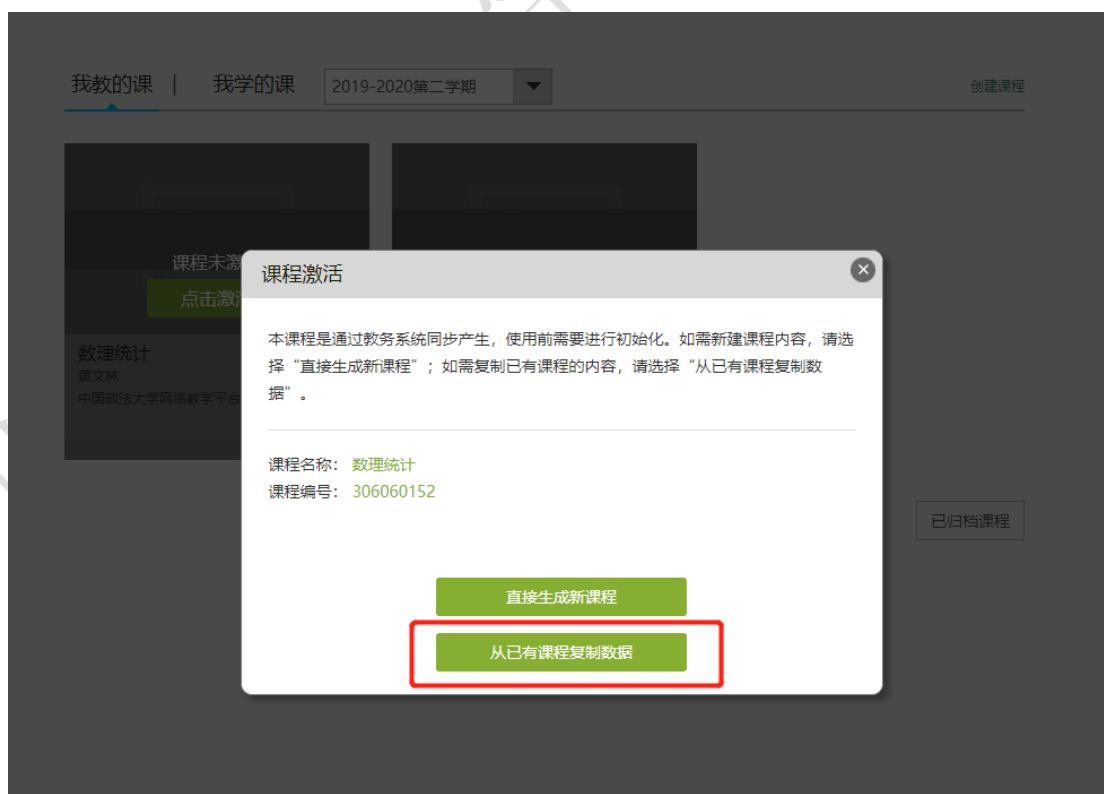 我教的课 | 我学的课 2019-2020第二学期 创建课程
课程未激
点击激
数理统计
黄文林
中国政法大学网络教学平台
课程激活
本课程是通过教务系统同步产生，使用前需要进行初始化。如需新建课程内容，请选
择“直接生成新课程”；如需复制已有课程的内容，请选择“从已有课程复制数
据”。
课程名称： 数理统计
课程编号： 306060152
已归档课程
直接生成新课程
从已有课程复制数据